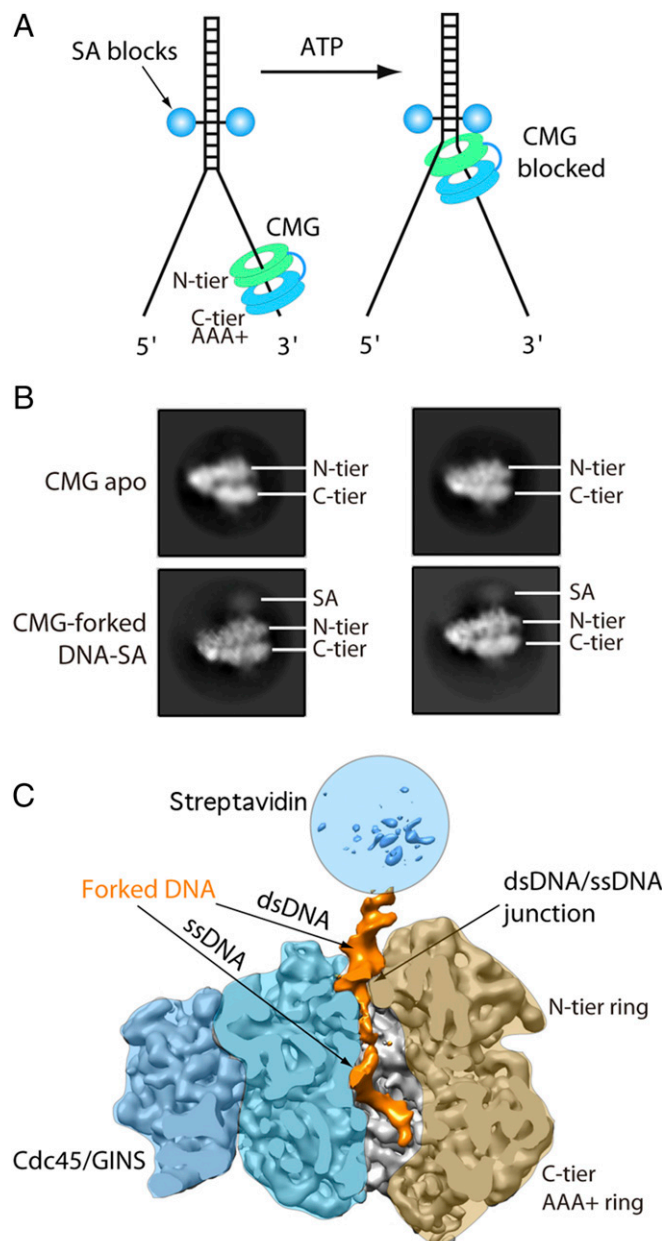 A
SA blocks
ATP
CMG
blocked
CMG
N-tier
C-tier
AAA+
5'
3'
5'
3'
B
CMG apo
N-tier
C-tier
N-tier
C-tier
CMG-forked
DNA-SA
SA
N-tier
C-tier
SA
N-tier
C-tier
C
Streptavidin
Forked DNA
dsDNA
ssDNA
dsDNA/ssDNA
junction
N-tier ring
Cdc45/GINS
C-tier
AAA+ ring